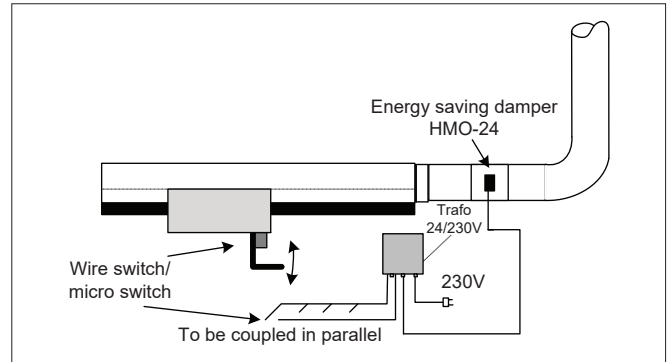 Energy saving damper
HMO-24
Trafo
24/230V
Wire switch/
micro switch
230V
To be coupled in parallel